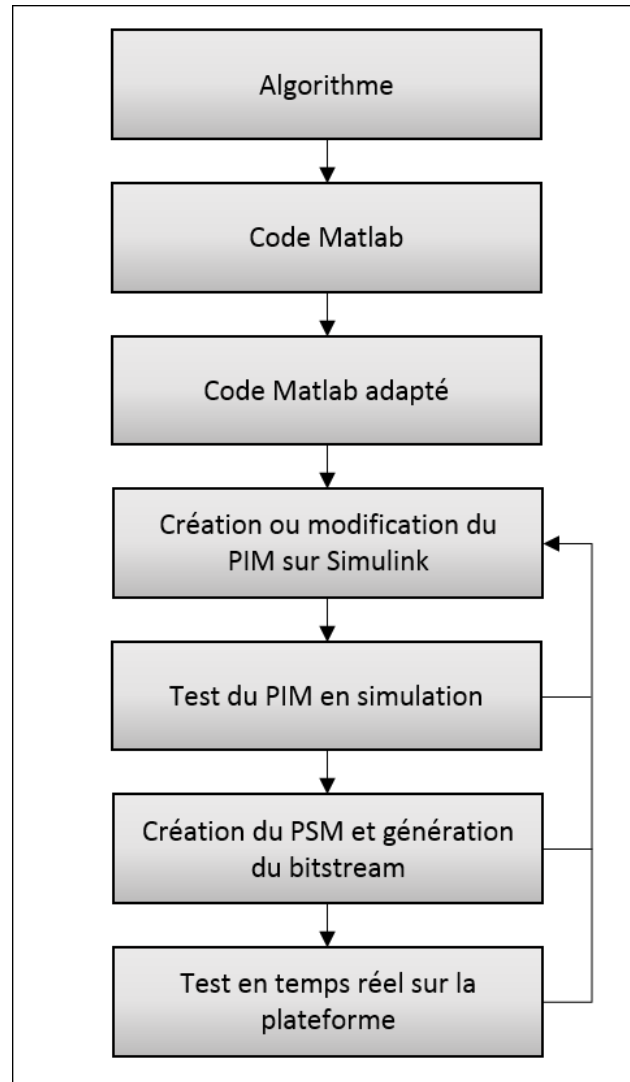 Algorithme
Code Matlab
Code Matlab adapté
Création ou modification du
PIM sur Simulink
Test du PIM en simulation
Création du PSM et génération
du bitstream
Test en temps réel sur la
plateforme